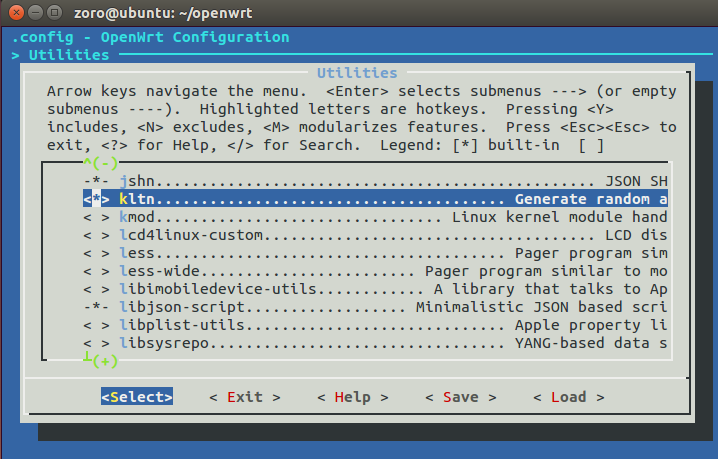 zoro@ubuntu: ~/openwrt
.config - OpenWrt Configuration
> Utilities
Utilities
Arrow keys navigate the menu.  <Enter> selects submenus ---> (or empty
submenus ----).  Highlighted letters are hotkeys.  Pressing <Y>
includes, <N> excludes, <M> modularizes features.  Press <Esc><Esc> to
exit, <?> for Help, </> for Search.  Legend: [*] built-in  [ ]
^(-)
-*- jshn................................................. JSON SH
<*> kltn....................................... Generate random a
< > kmod................................ Linux kernel module hand
< > lcd4linux-custom..................................... LCD dis
< > less....................................... Pager program sim
< > less-wide........................ Pager program similar to mo
< > libimobiledevice-utils............ A library that talks to Ap
-*- libjson-script.................. Minimalistic JSON based scri
< > libplist-utils............................. Apple property li
< > libsysrepo................................. YANG-based data s
(+)
<Select>    < Exit >    < Help >    < Save >    < Load >